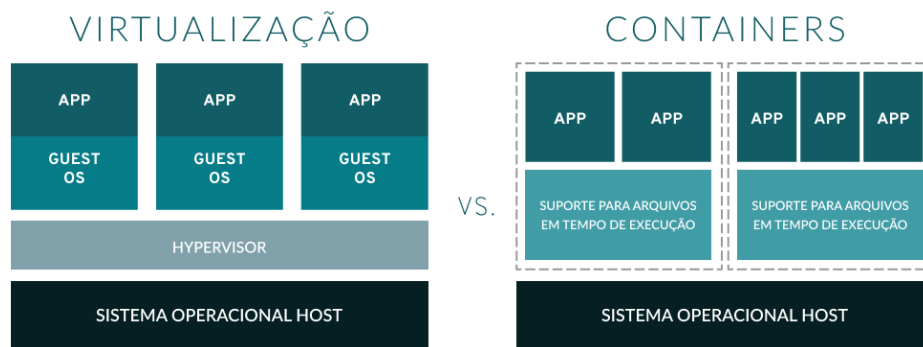 VIRTUALIZAÇÃO
APP
APP
APP
GUEST
OS
GUEST
OS
GUEST
OS
HYPERVISOR
SISTEMA OPERACIONAL HOST
VS.
CONTAINERS
APP
APP
APP
APP
APP
SUPORTE PARA ARQUIVOS
EM TEMPO DE EXECUÇÃO
SUPORTE PARA ARQUIVOS
EM TEMPO DE EXECUÇÃO
SISTEMA OPERACIONAL HOST